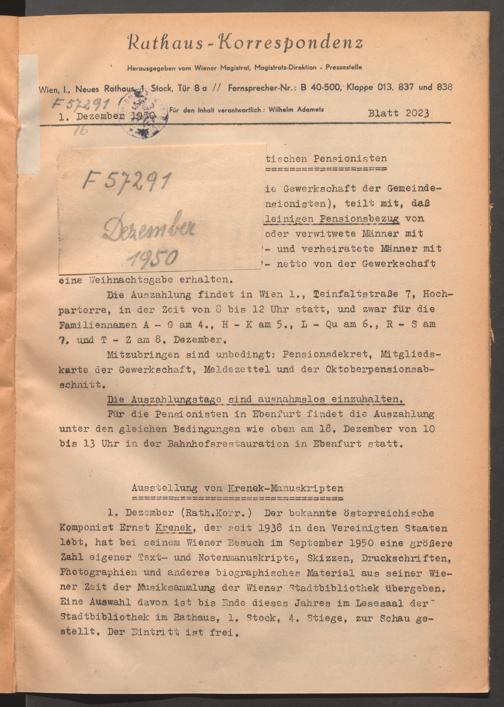 Rathaus-Korrespondenz
Herausgegeben vom Wiener Magistrat, Magistrats-Direktion - Pressestelle
Wien, I., Neues Rathaus, 1. Stock, Tür 8 a // Fernsprecher-Nr.: B 40-500, Klappe 013, 837 und 838
F 57291
Für den Inhalt verantwortlich: Wilhelm Adametz
1. Dezember 1950
Blatt 2023
16
tischen Pensionisten
F 57291
Dezember
1950
ie Gewerkschaft der Gemeinde-
nsionisten), teilt mit, daß
leinigen Pensionsbezug von
oder verwitwete Männer mit
- und verheiratete Männer mit
- netto von der Gewerkschaft
eine Weihnachtsgabe erhalten.
Die Auszahlung findet in Wien 1., Teinfaltstraße 7, Hoch-
parterre, in der Zeit von 8 bis 12 Uhr statt, und zwar für die
Familiennamen A - G am 4., H - K am 5., L - Qu am 6., R - S am
7. und T - Z am 8. Dezember.
Mitzubringen sind unbedingt: Pensionsdekret, Mitglieds-
karte der Gewerkschaft, Meldezettel und der Oktoberpensionsab-
schnitt.
Die Auszahlungstage sind ausnahmslos einzuhalten.
Für die Pensionisten in Ebenfurt findet die Auszahlung
unter den gleichen Bedingungen wie oben am 18. Dezember von 10
bis 13 Uhr in der Bahnhofsrestauration in Ebenfurt statt.
Ausstellung von Krenek-Manuskripten
1. Dezember (Rath.Korr.) Der bekannte österreichische
Komponist Ernst Krenek, der seit 1938 in den Vereinigten Staaten
lebt, hat bei seinem Wiener Besuch im September 1950 eine größere
Zahl eigener Text- und Notenmanuskripte, Skizzen, Druckschriften,
Photographien und anderes biographisches Material aus seiner Wie-
ner Zeit der Musiksammlung der Wiener Stadtbibliothek übergeben.
Eine Auswahl davon ist bis Ende dieses Jahres im Lesesaal der
Stadtbibliothek im Rathaus, 1. Stock, 4. Stiege, zur Schau ge-
stellt. Der Eintritt ist frei.